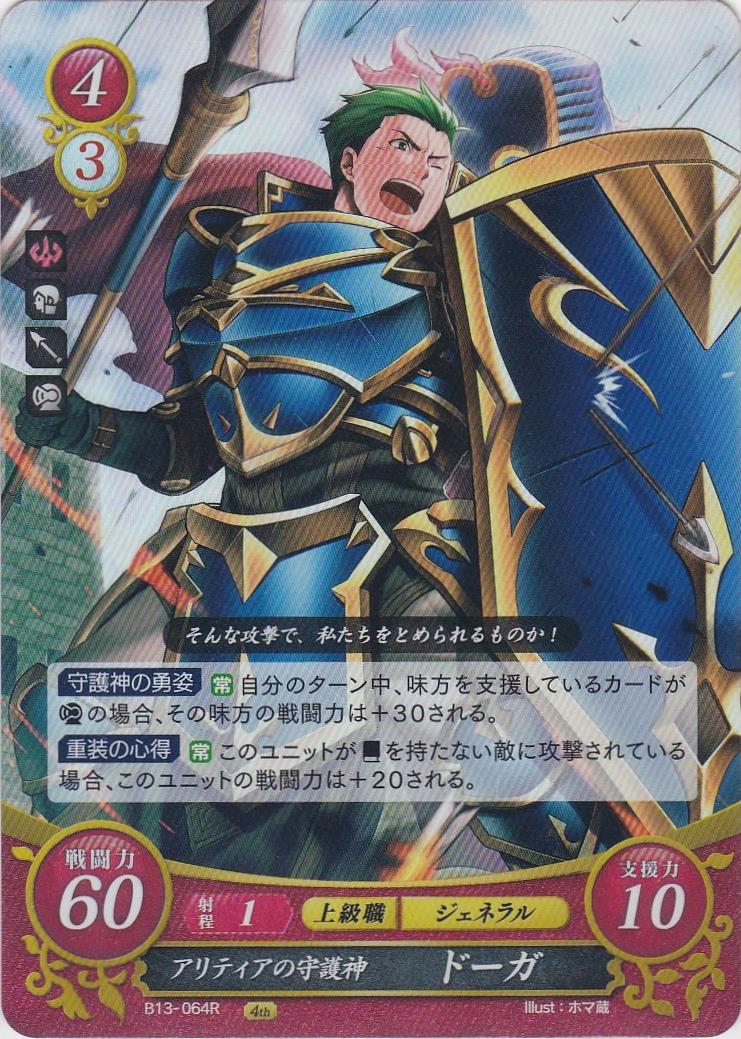 4
3
そんな攻撃で、私たちをとめられるものか！
守護神の勇姿 常 自分のターン中、味方を支援しているカードが
の場合、その味方の戦闘力は＋30される。
重装の心得 常 このユニットが を持たない敵に攻撃されている
場合、このユニットの戦闘力は＋20される。
戦闘力
60
射程 1 上級職 ジェネラル
支援力
10
アリティアの守護神 ドーガ
B13-064R 4th Illust：ホマ蔵